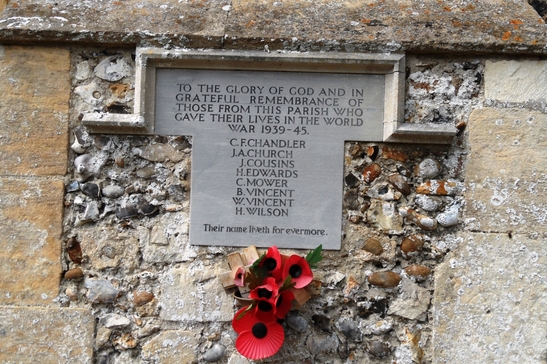 TO THE GLORY OF GOD AND IN
GRATEFUL REMEMBRANCE OF
THOSE FROM THIS PARISH WHO
GAVE THEIR LIVES IN THE WORLD
WAR 1939-45.
C.F.CHANDLER
J.A.CHURCH
J.COUSINS
H.EDWARDS
C.MOWER
B.VINCENT
W.VINCENT
H.WILSON
Their name liveth for evermore.